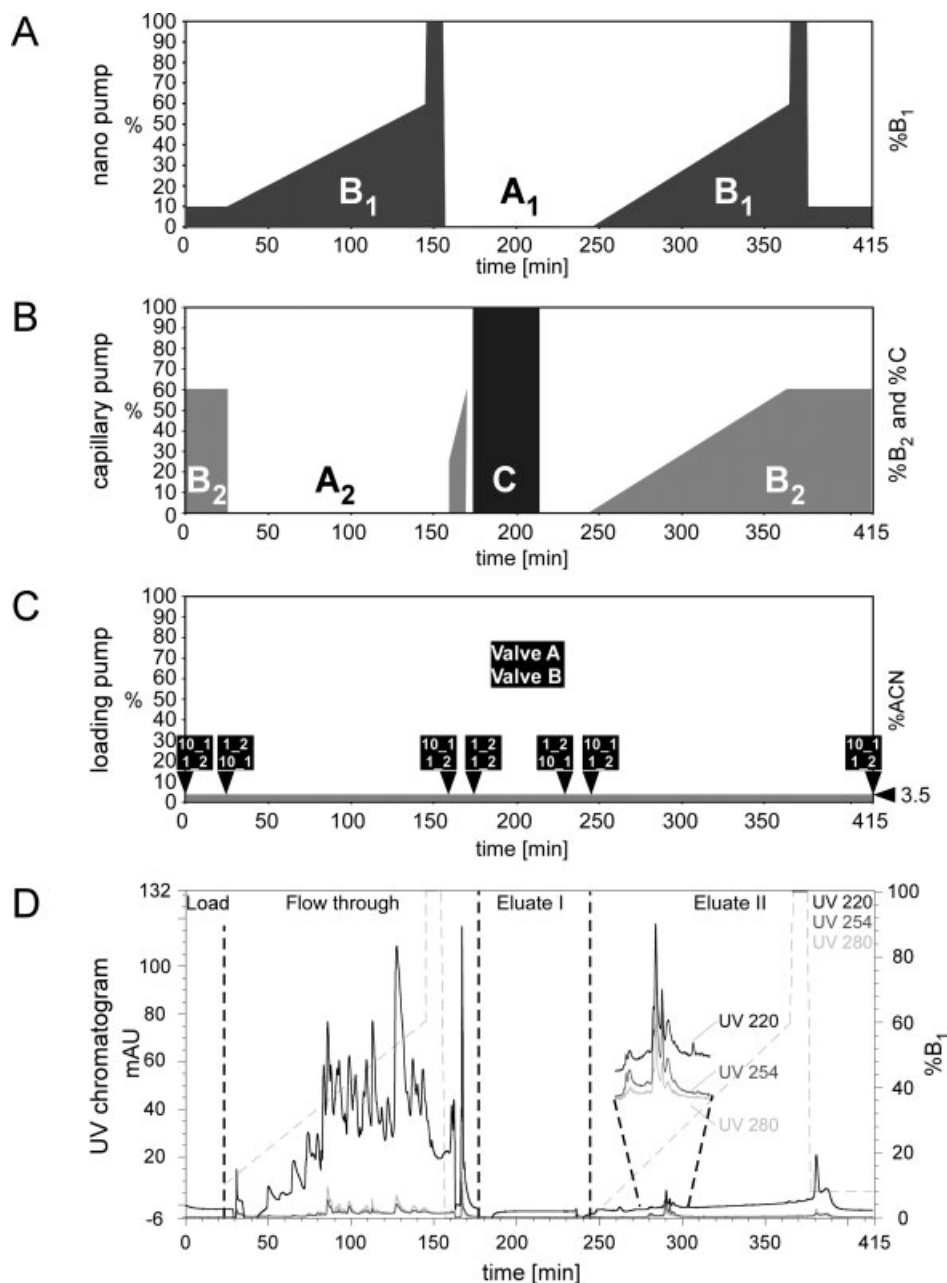 A
nano pump
%
100
90
80
70
60
50
40
30
20
10
0
B1
A1
B1
%B1
0 50 100 150 200 250 300 350 415
time [min]
B
capillary pump
%
100
90
80
70
60
50
40
30
20
10
0
B2
A2
C
B2
%B2 and %C
0 50 100 150 200 250 300 350 415
time [min]
C
loading pump
%
100
90
80
70
60
50
40
30
20
10
0
Valve A
Valve B
10_1 1_2 10_1 1_2 1_2 10_1 10_1
1_2 10_1 1_2 1_2 10_1 1_2 1_2
%ACN
3.5
0 50 100 150 200 250 300 350 415
time [min]
D
UV chromatogram
mAU
132
100
80
60
40
20
-6
Load Flow through Eluate I Eluate II
UV 220
UV 254
UV 280
UV 220
UV 254
UV 280
100
80
60
40
20
0
%B1
0 50 100 150 200 250 300 350 415
time [min]